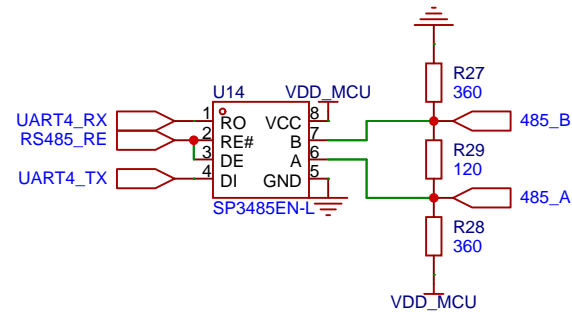 R27
360
U14
VDD_MCU
UART4_RX
1
RO
VCC
8
485_B
RS485_RE
2
RE#
B
7
3
DE
A
6
R29
120
UART4_TX
4
DI
GND
5
485_A
SP3485EN-L
R28
360
VDD_MCU